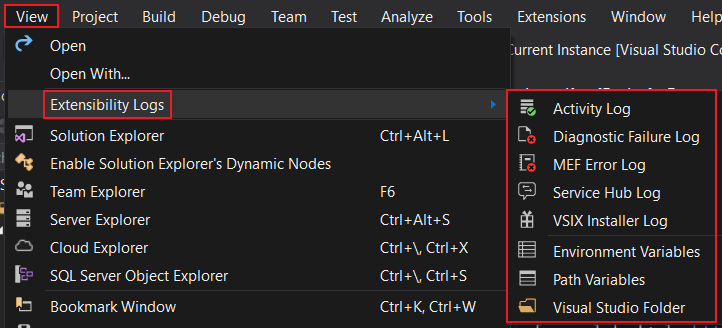 View Project Build Debug Team Test Analyze Tools Extensions Window Help
Open
Current Instance [Visual Studio Co
Open With...
Extensibility Logs
Activity Log
Solution Explorer Ctrl+Alt+L
Diagnostic Failure Log
Enable Solution Explorer's Dynamic Nodes
MEF Error Log
Team Explorer F6
Service Hub Log
Server Explorer Ctrl+Alt+S
VSIX Installer Log
Cloud Explorer Ctrl+\, Ctrl+X
Environment Variables
SQL Server Object Explorer Ctrl+\, Ctrl+S
Path Variables
Bookmark Window Ctrl+K, Ctrl+W
Visual Studio Folder